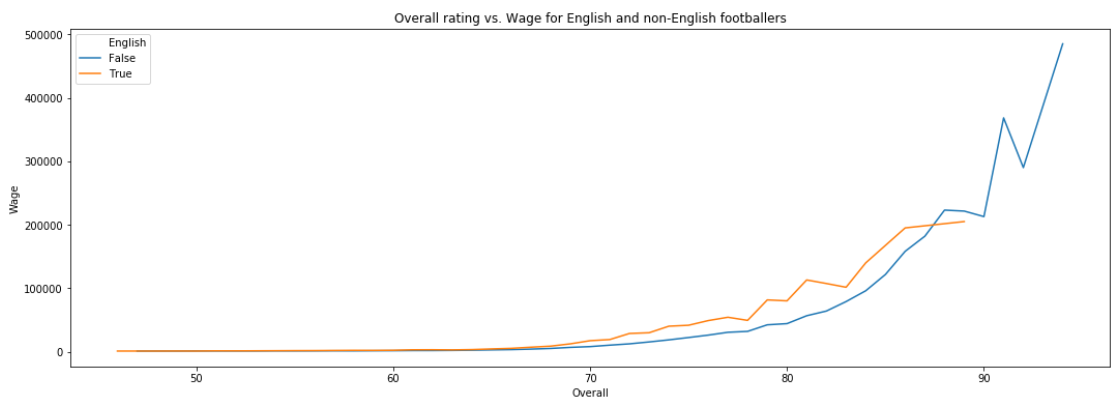 Overall rating vs. Wage for English and non-English footballers
500000
400000
300000
200000
100000
0
Wage
English
False
True
50
60
70
80
90
Overall